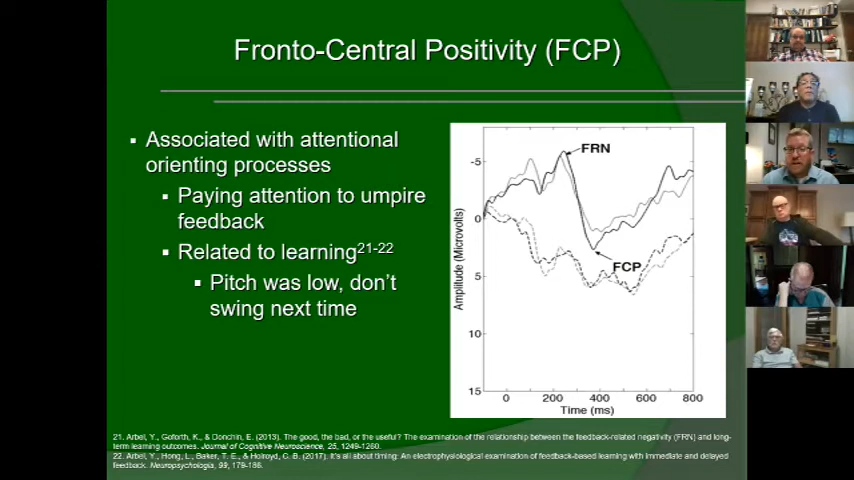 Fronto-Central Positivity (FCP)
Associated with attentional
orienting processes
Paying attention to umpire
feedback
Related to learning21-22
Pitch was low, don't
swing next time
FRN
FCP
Amplitude (Microvolts)
-5
0
5
10
15
0 200 400 600 800
Time (ms)
21. Arbel, Y., Goforth, K., & Donchin, E. (2013). The good, the bad, or the useful? The examination of the relationship between the feedback-related negativity (FRN) and long-
term learning outcomes. Journal of Cognitive Neuroscience, 25, 1249-1260.
22. Arbel, Y., Hong, L., Baker, T. E., & Holroyd, C. B. (2017). It's all about timing: An electrophysiological examination of feedback-based learning with immediate and delayed
feedback. Neuropsychologia, 99, 179-186.